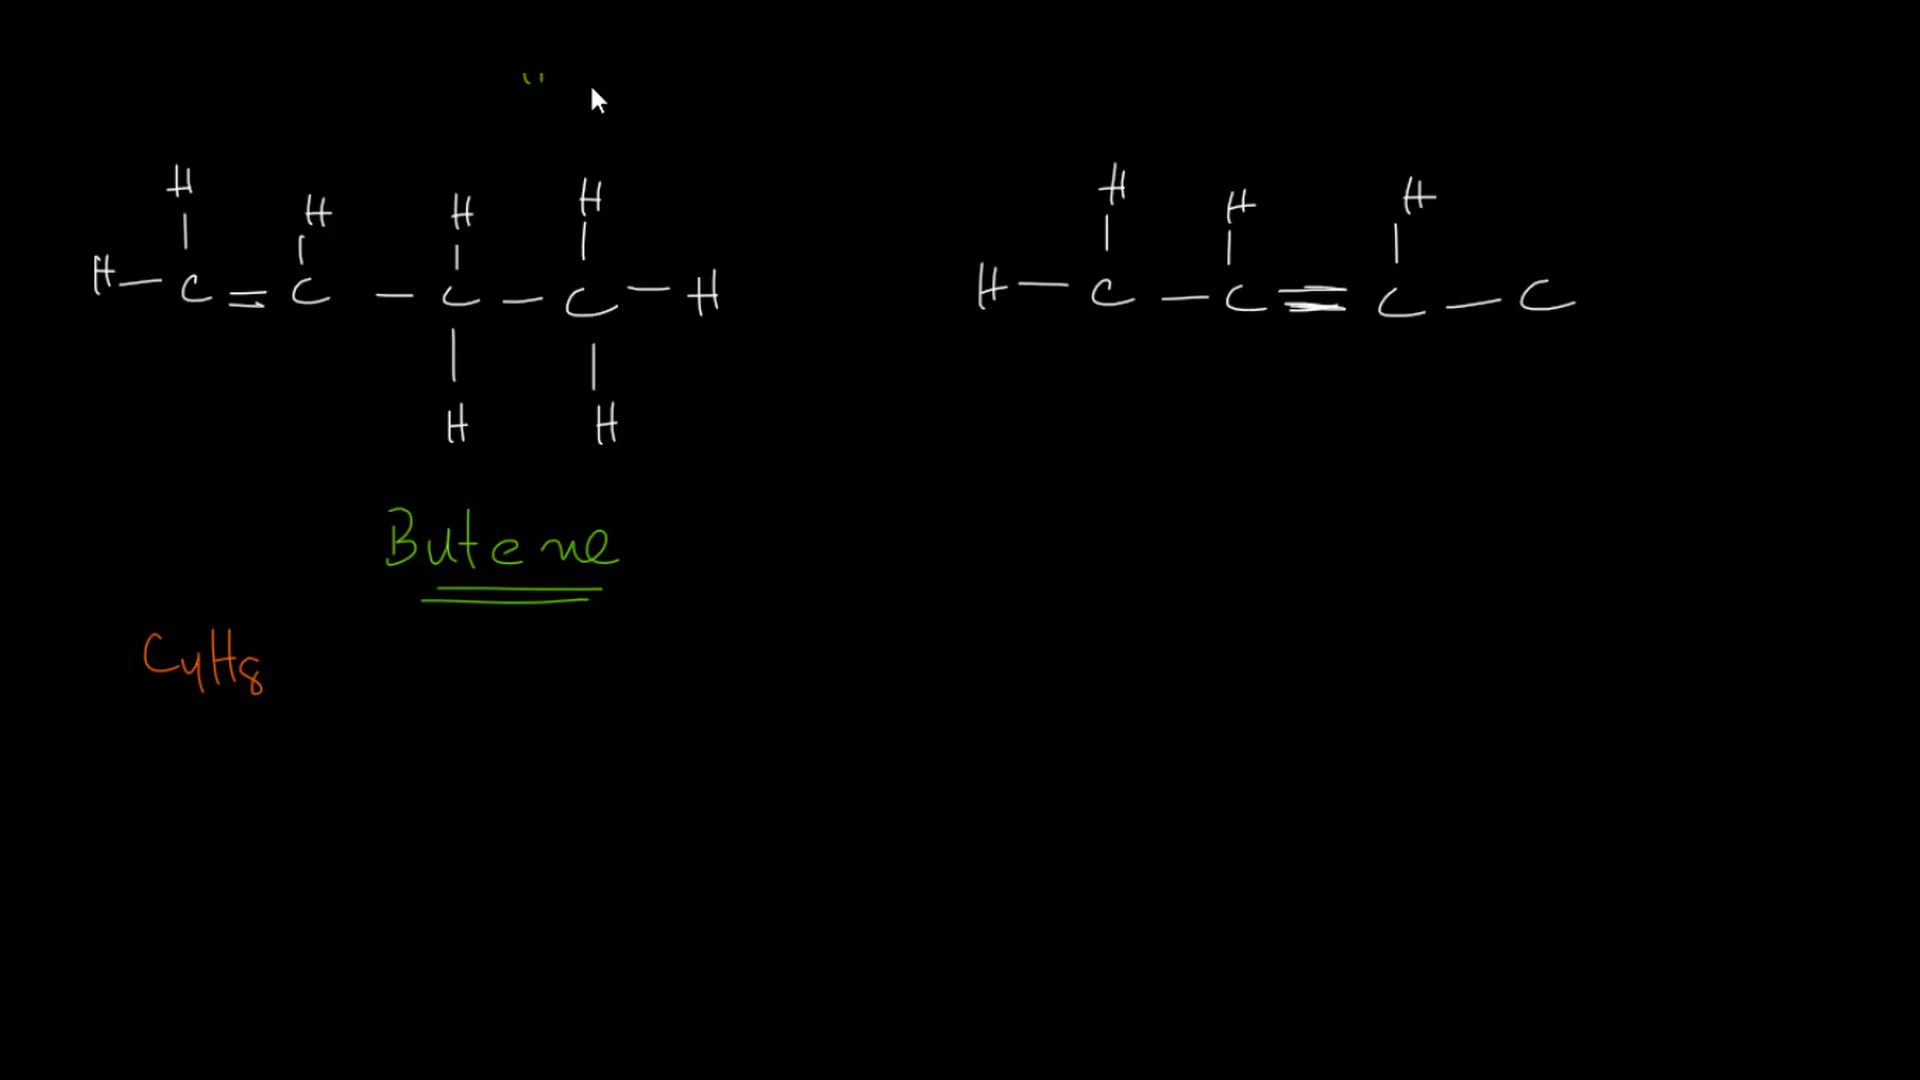 "
H H H H
H — C = C — C — C — H
H H
H H H
H — C — C = C — C
Butene
C4H8